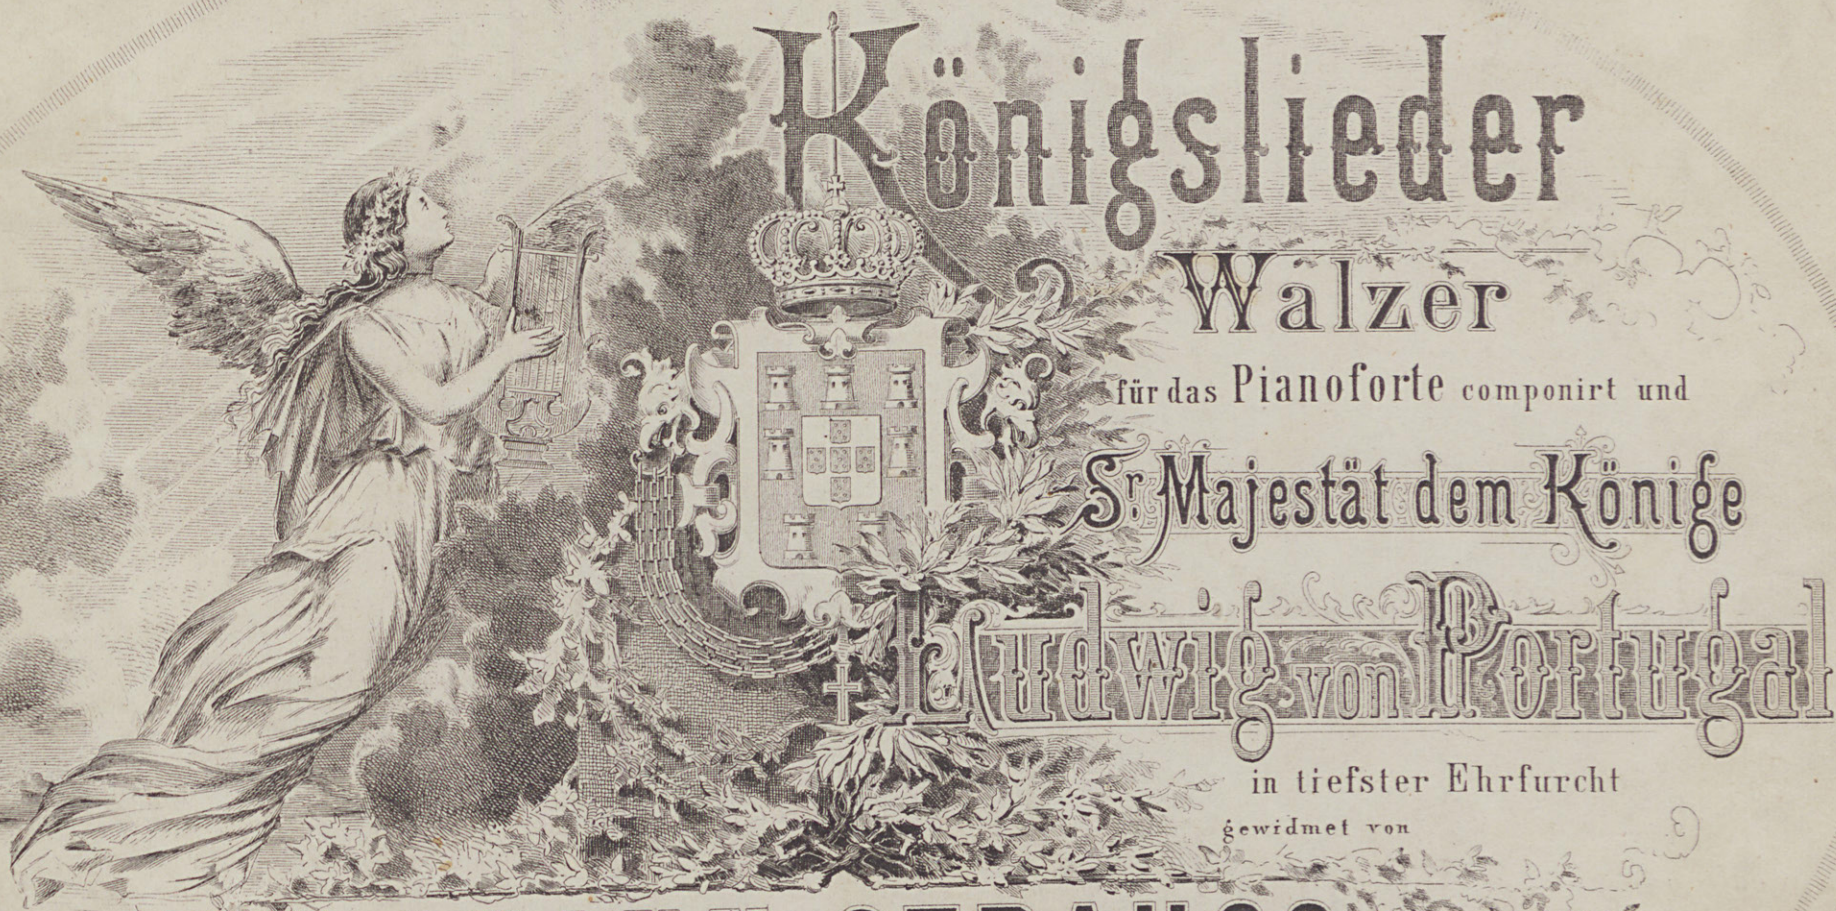 Königslieder
Walzer
für das Pianoforte componirt und
Sr. Majestät dem Könige
Ludwig von Portugal
in tiefster Ehrfurcht
gewidmet von